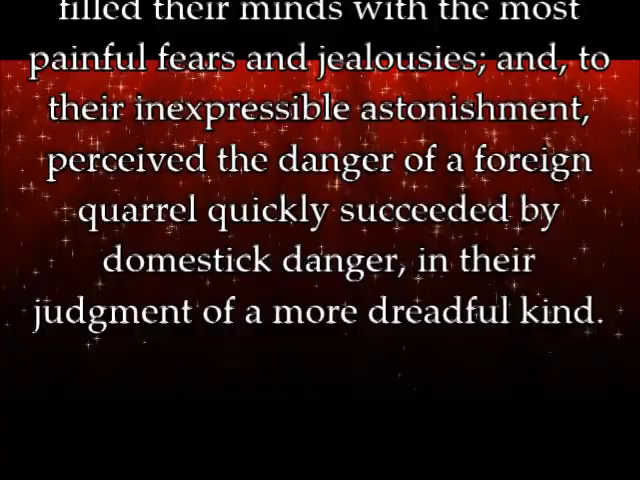 filled their minds with the most
painful fears and jealousies; and, to
their inexpressible astonishment,
perceived the danger of a foreign
quarrel quickly succeeded by
domestick danger, in their
judgment of a more dreadful kind.